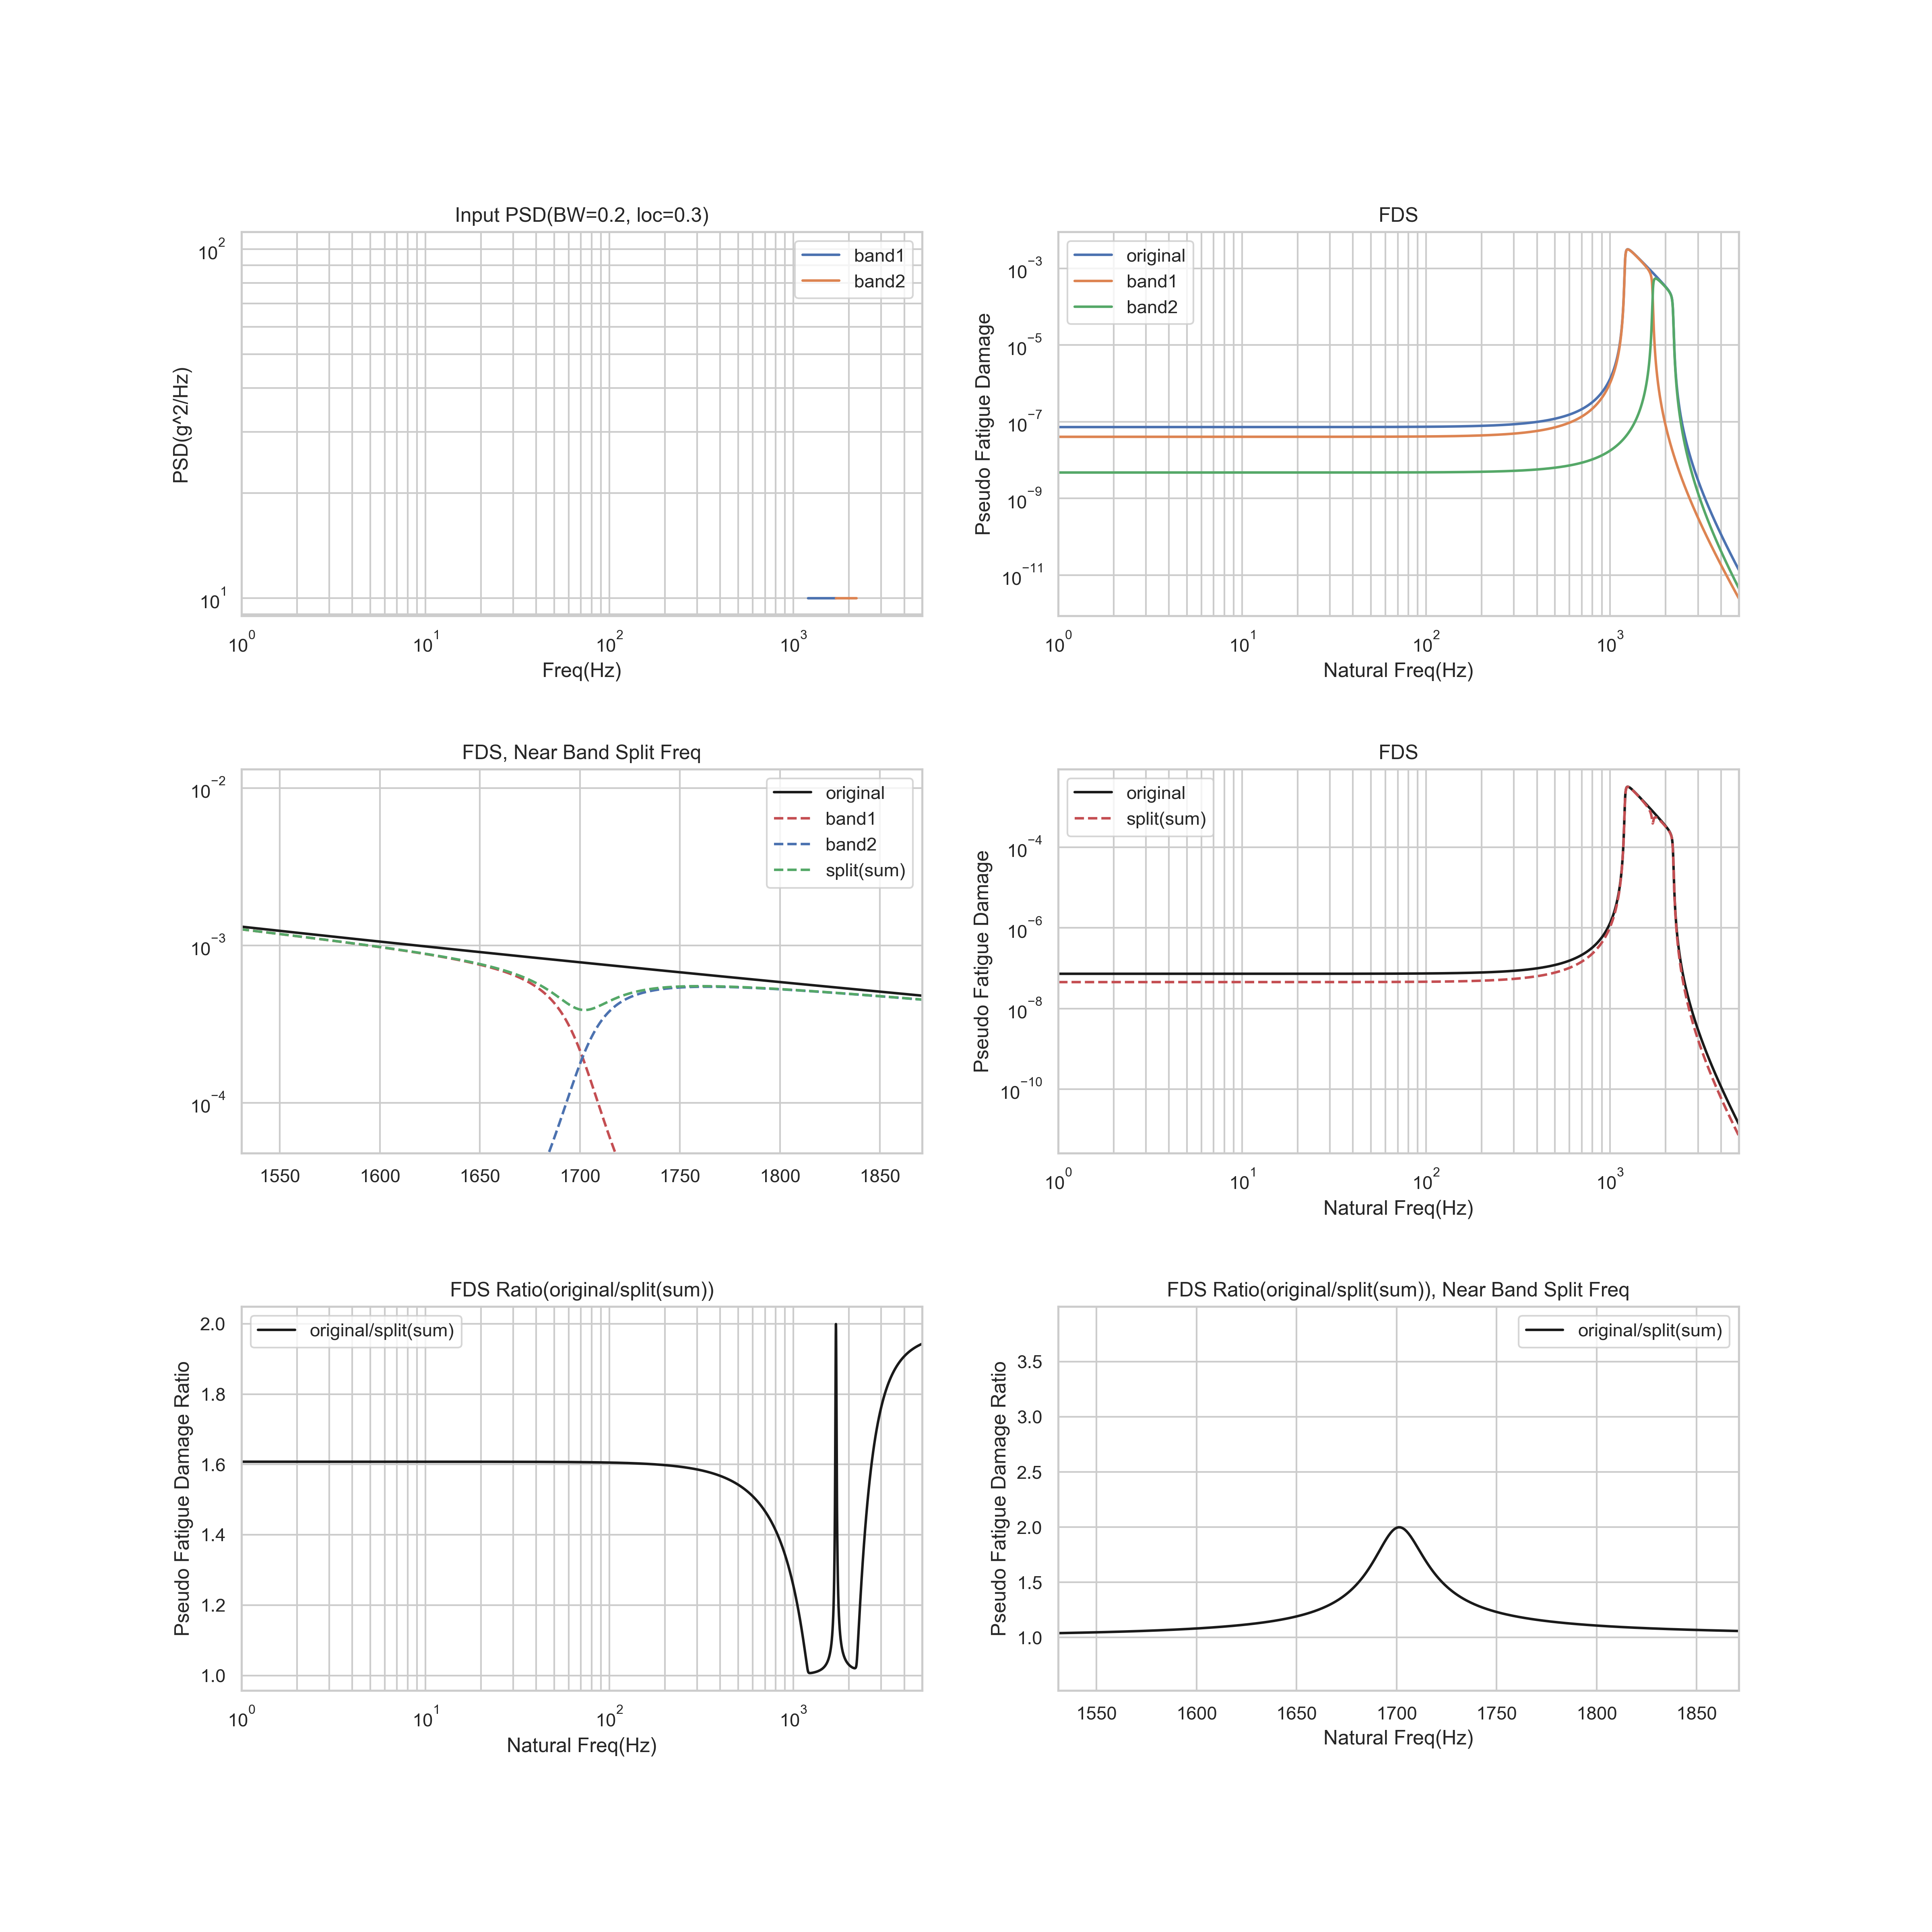 Input PSD(BW=0.2, loc=0.3)
band1
band2
10^2
10^1
PSD(g^2/Hz)
10^0 10^1 10^2 10^3
Freq(Hz)
FDS
original
band1
band2
10^-3
10^-5
10^-7
10^-9
10^-11
Pseudo Fatigue Damage
10^0 10^1 10^2 10^3
Natural Freq(Hz)
FDS, Near Band Split Freq
original
band1
band2
split(sum)
10^-2
10^-3
10^-4
1550 1600 1650 1700 1750 1800 1850
FDS
original
split(sum)
10^-4
10^-6
10^-8
10^-10
Pseudo Fatigue Damage
10^0 10^1 10^2 10^3
Natural Freq(Hz)
FDS Ratio(original/split(sum))
original/split(sum)
2.0
1.8
1.6
1.4
1.2
1.0
Pseudo Fatigue Damage Ratio
10^0 10^1 10^2 10^3
Natural Freq(Hz)
FDS Ratio(original/split(sum)), Near Band Split Freq
original/split(sum)
3.5
3.0
2.5
2.0
1.5
1.0
Pseudo Fatigue Damage Ratio
1550 1600 1650 1700 1750 1800 1850
Natural Freq(Hz)